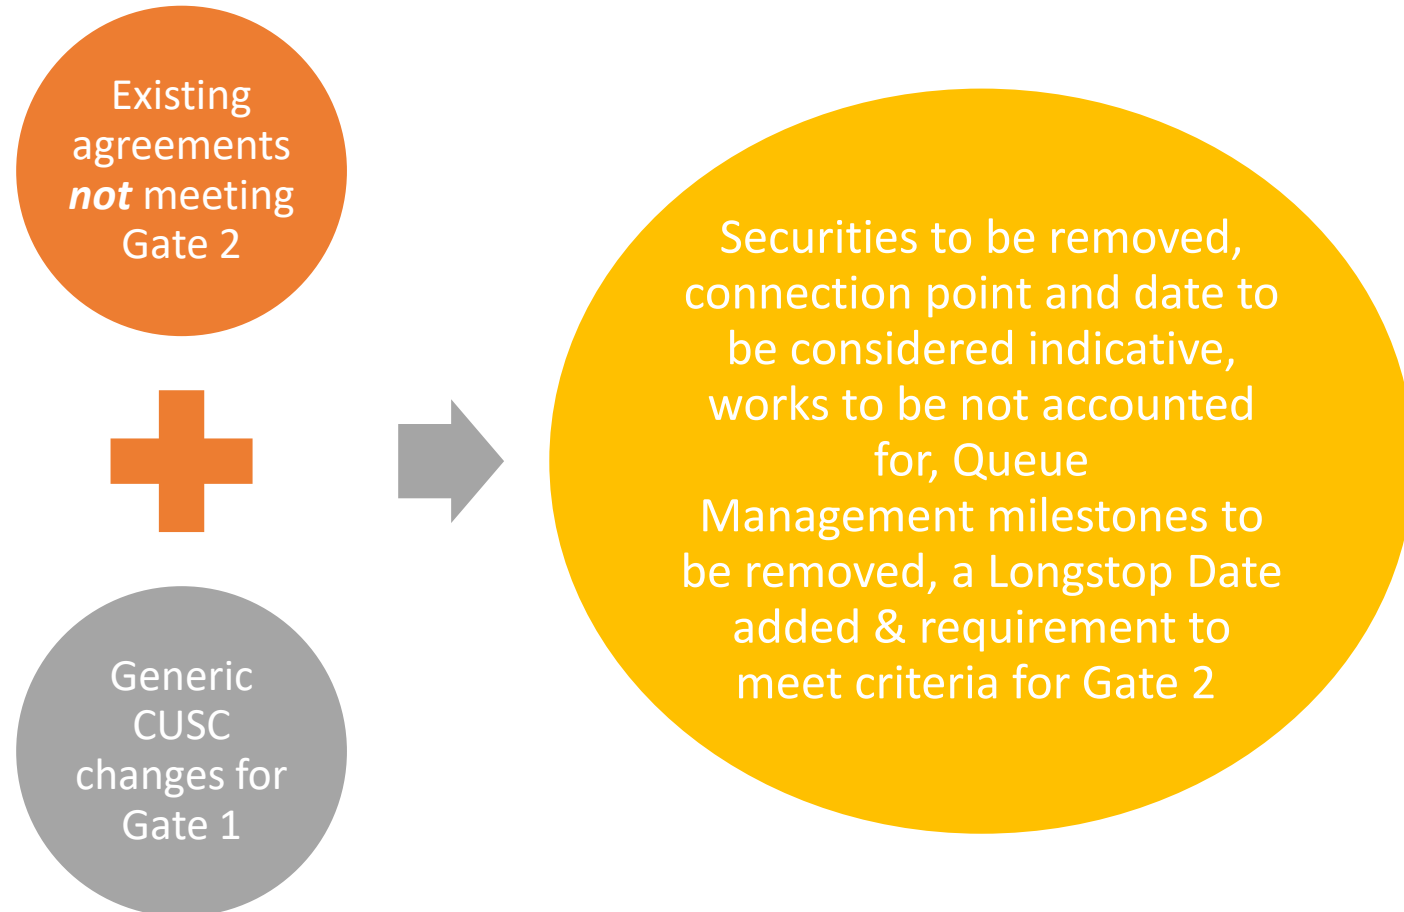 Existing
agreements
not meeting
Gate 2
Generic
CUSC
changes for
Gate 1
Securities to be removed,
connection point and date to
be considered indicative,
works to be not accounted
for, Queue
Management milestones to
be removed, a Longstop Date
added & requirement to
meet criteria for Gate 2